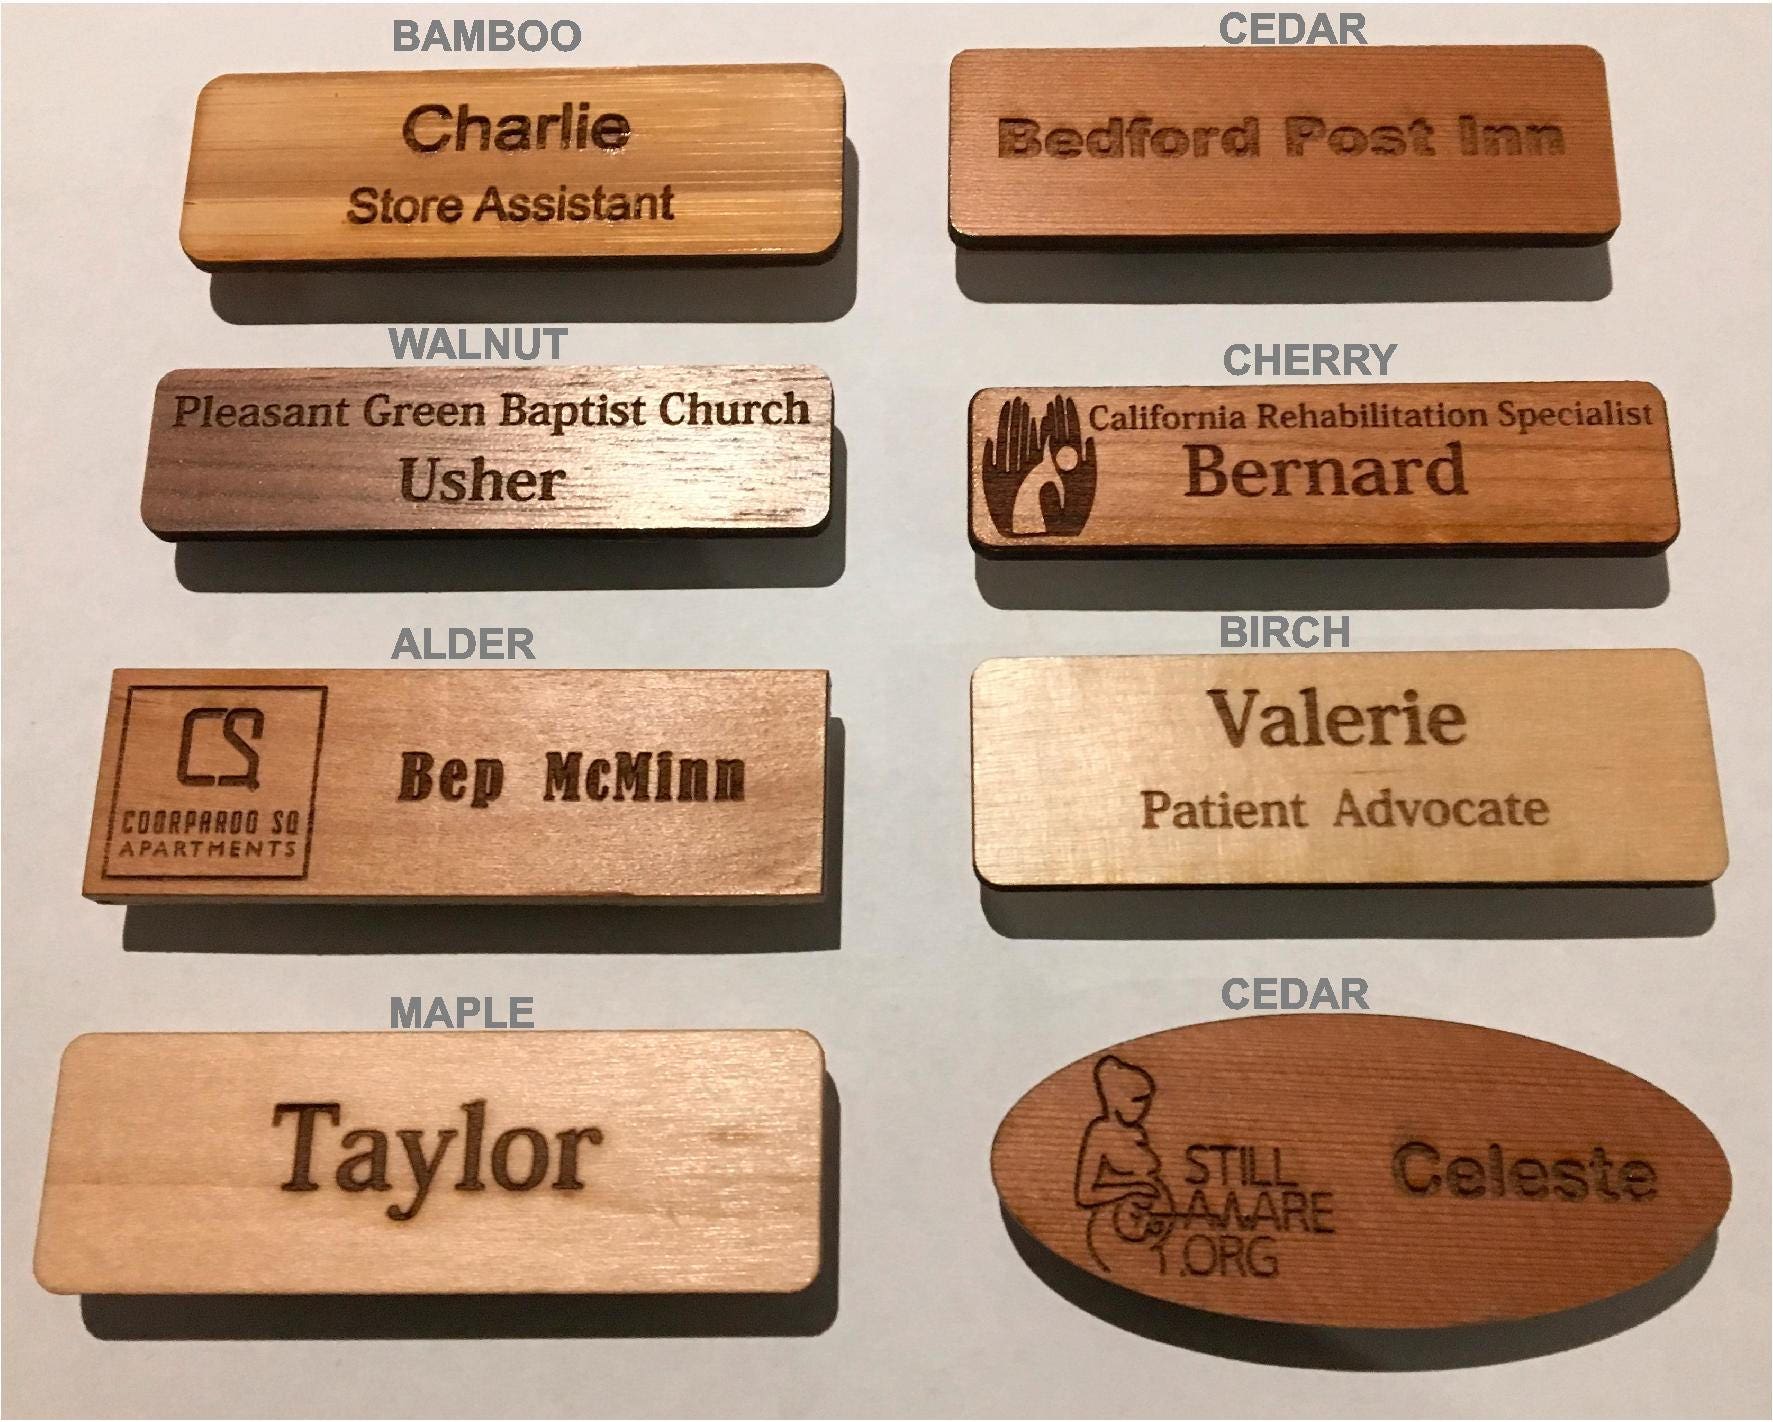 BAMBOO
Charlie
Store Assistant
CEDAR
Bedford Post Inn
WALNUT
Pleasant Green Baptist Church
Usher
CHERRY
California Rehabilitation Specialist
Bernard
ALDER
CS
COORPAROO SQ
APARTMENTS
Bep McMinn
BIRCH
Valerie
Patient Advocate
MAPLE
Taylor
CEDAR
STILL
AWARE
1.ORG
Celeste